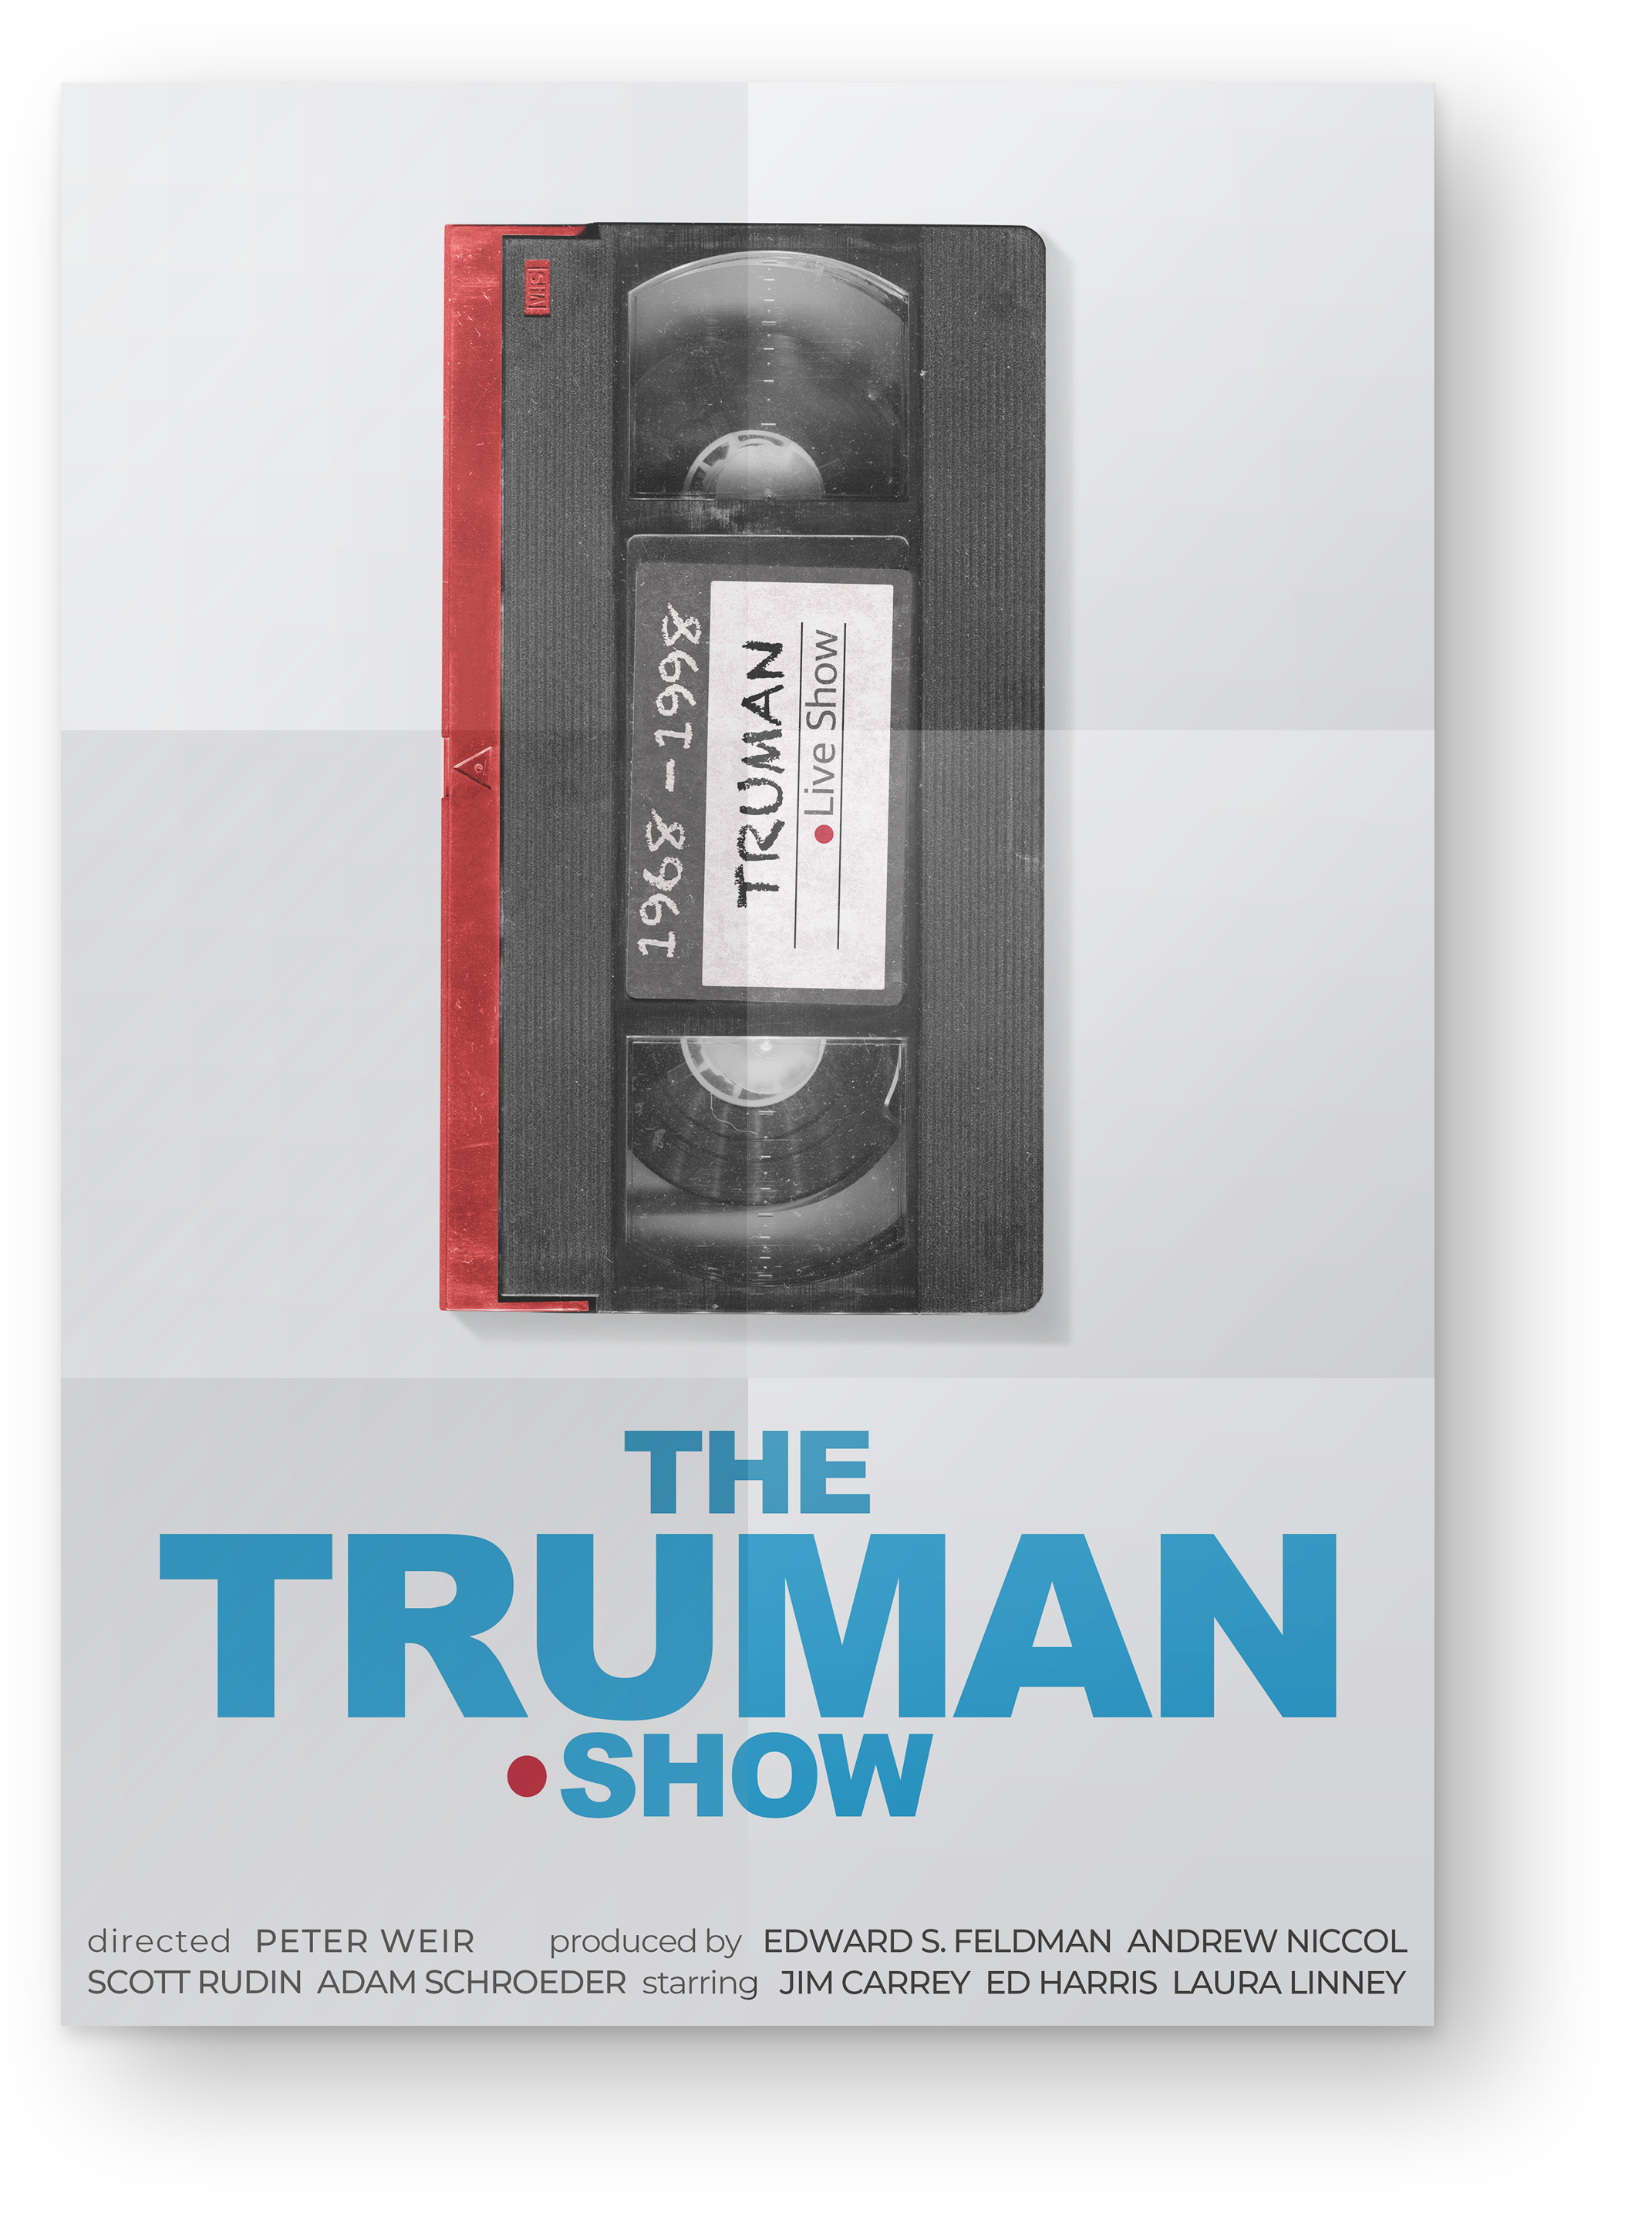 VHS
1968 - 1998
TRUMAN
Live Show
THE
TRUMAN
SHOW
directed PETER WEIR produced by EDWARD S. FELDMAN ANDREW NICCOL
SCOTT RUDIN ADAM SCHROEDER starring JIM CARREY ED HARRIS LAURA LINNEY